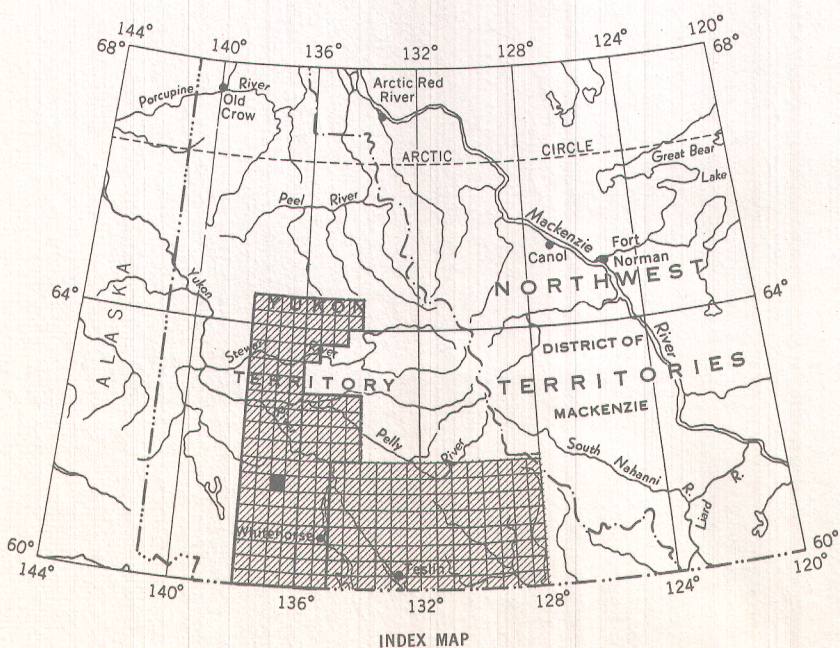 144° 140° 136° 132° 128° 124° 120°
68° 68°
Porcupine River
Old
Crow
Arctic Red
River
ARCTIC CIRCLE
Great Bear
Lake
Peel River
Mackenzie
Fort
Norman
Canol
NORTHWEST
64° 64°
Yukon
YUKON
ALASKA
River
Stewart River
DISTRICT OF
TERRITORY
TERRITORIES
MACKENZIE
Pelly
River
South
Nahanni
R.
Liard
R.
Whitehorse
Teslin
60° 60°
144° 140° 136° 132° 128° 124° 120°
INDEX MAP